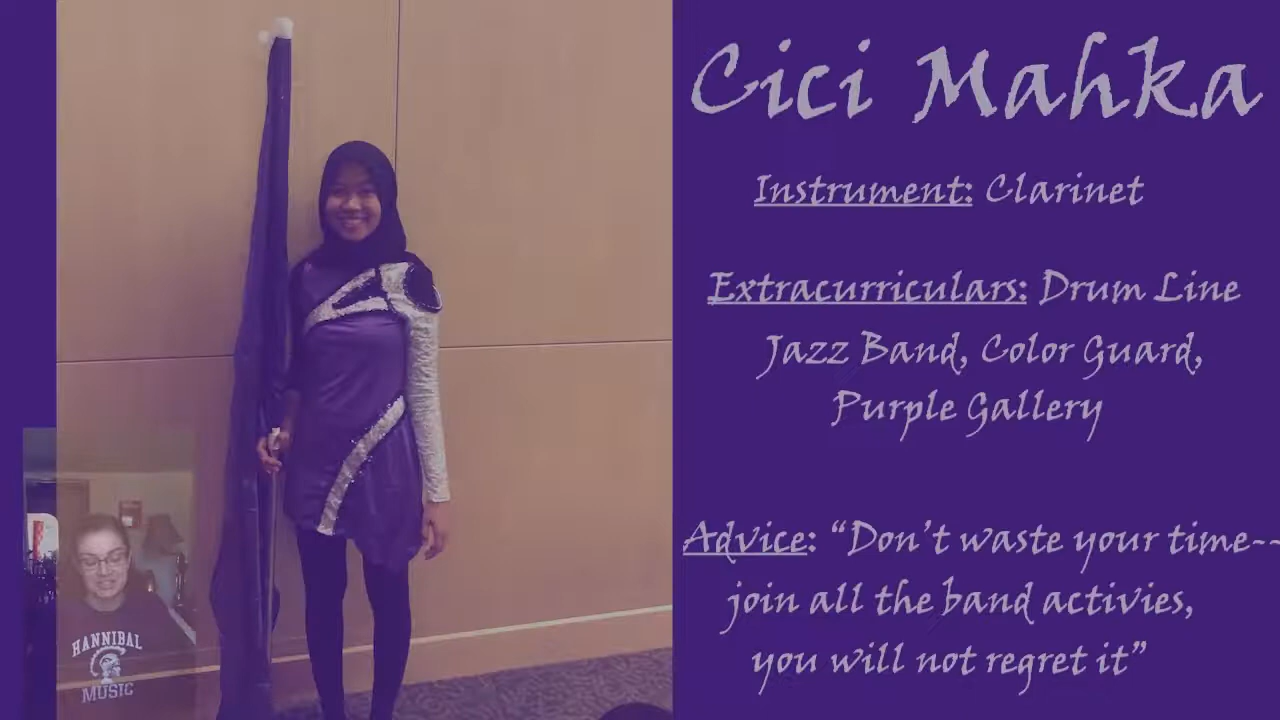 Cici Mahka
Instrument: Clarinet
Extracurriculars: Drum Line
Jazz Band, Color Guard,
Purple Gallery
Advice: “Don’t waste your time--
join all the band activies,
you will not regret it”
HANNIBAL
MUSIC